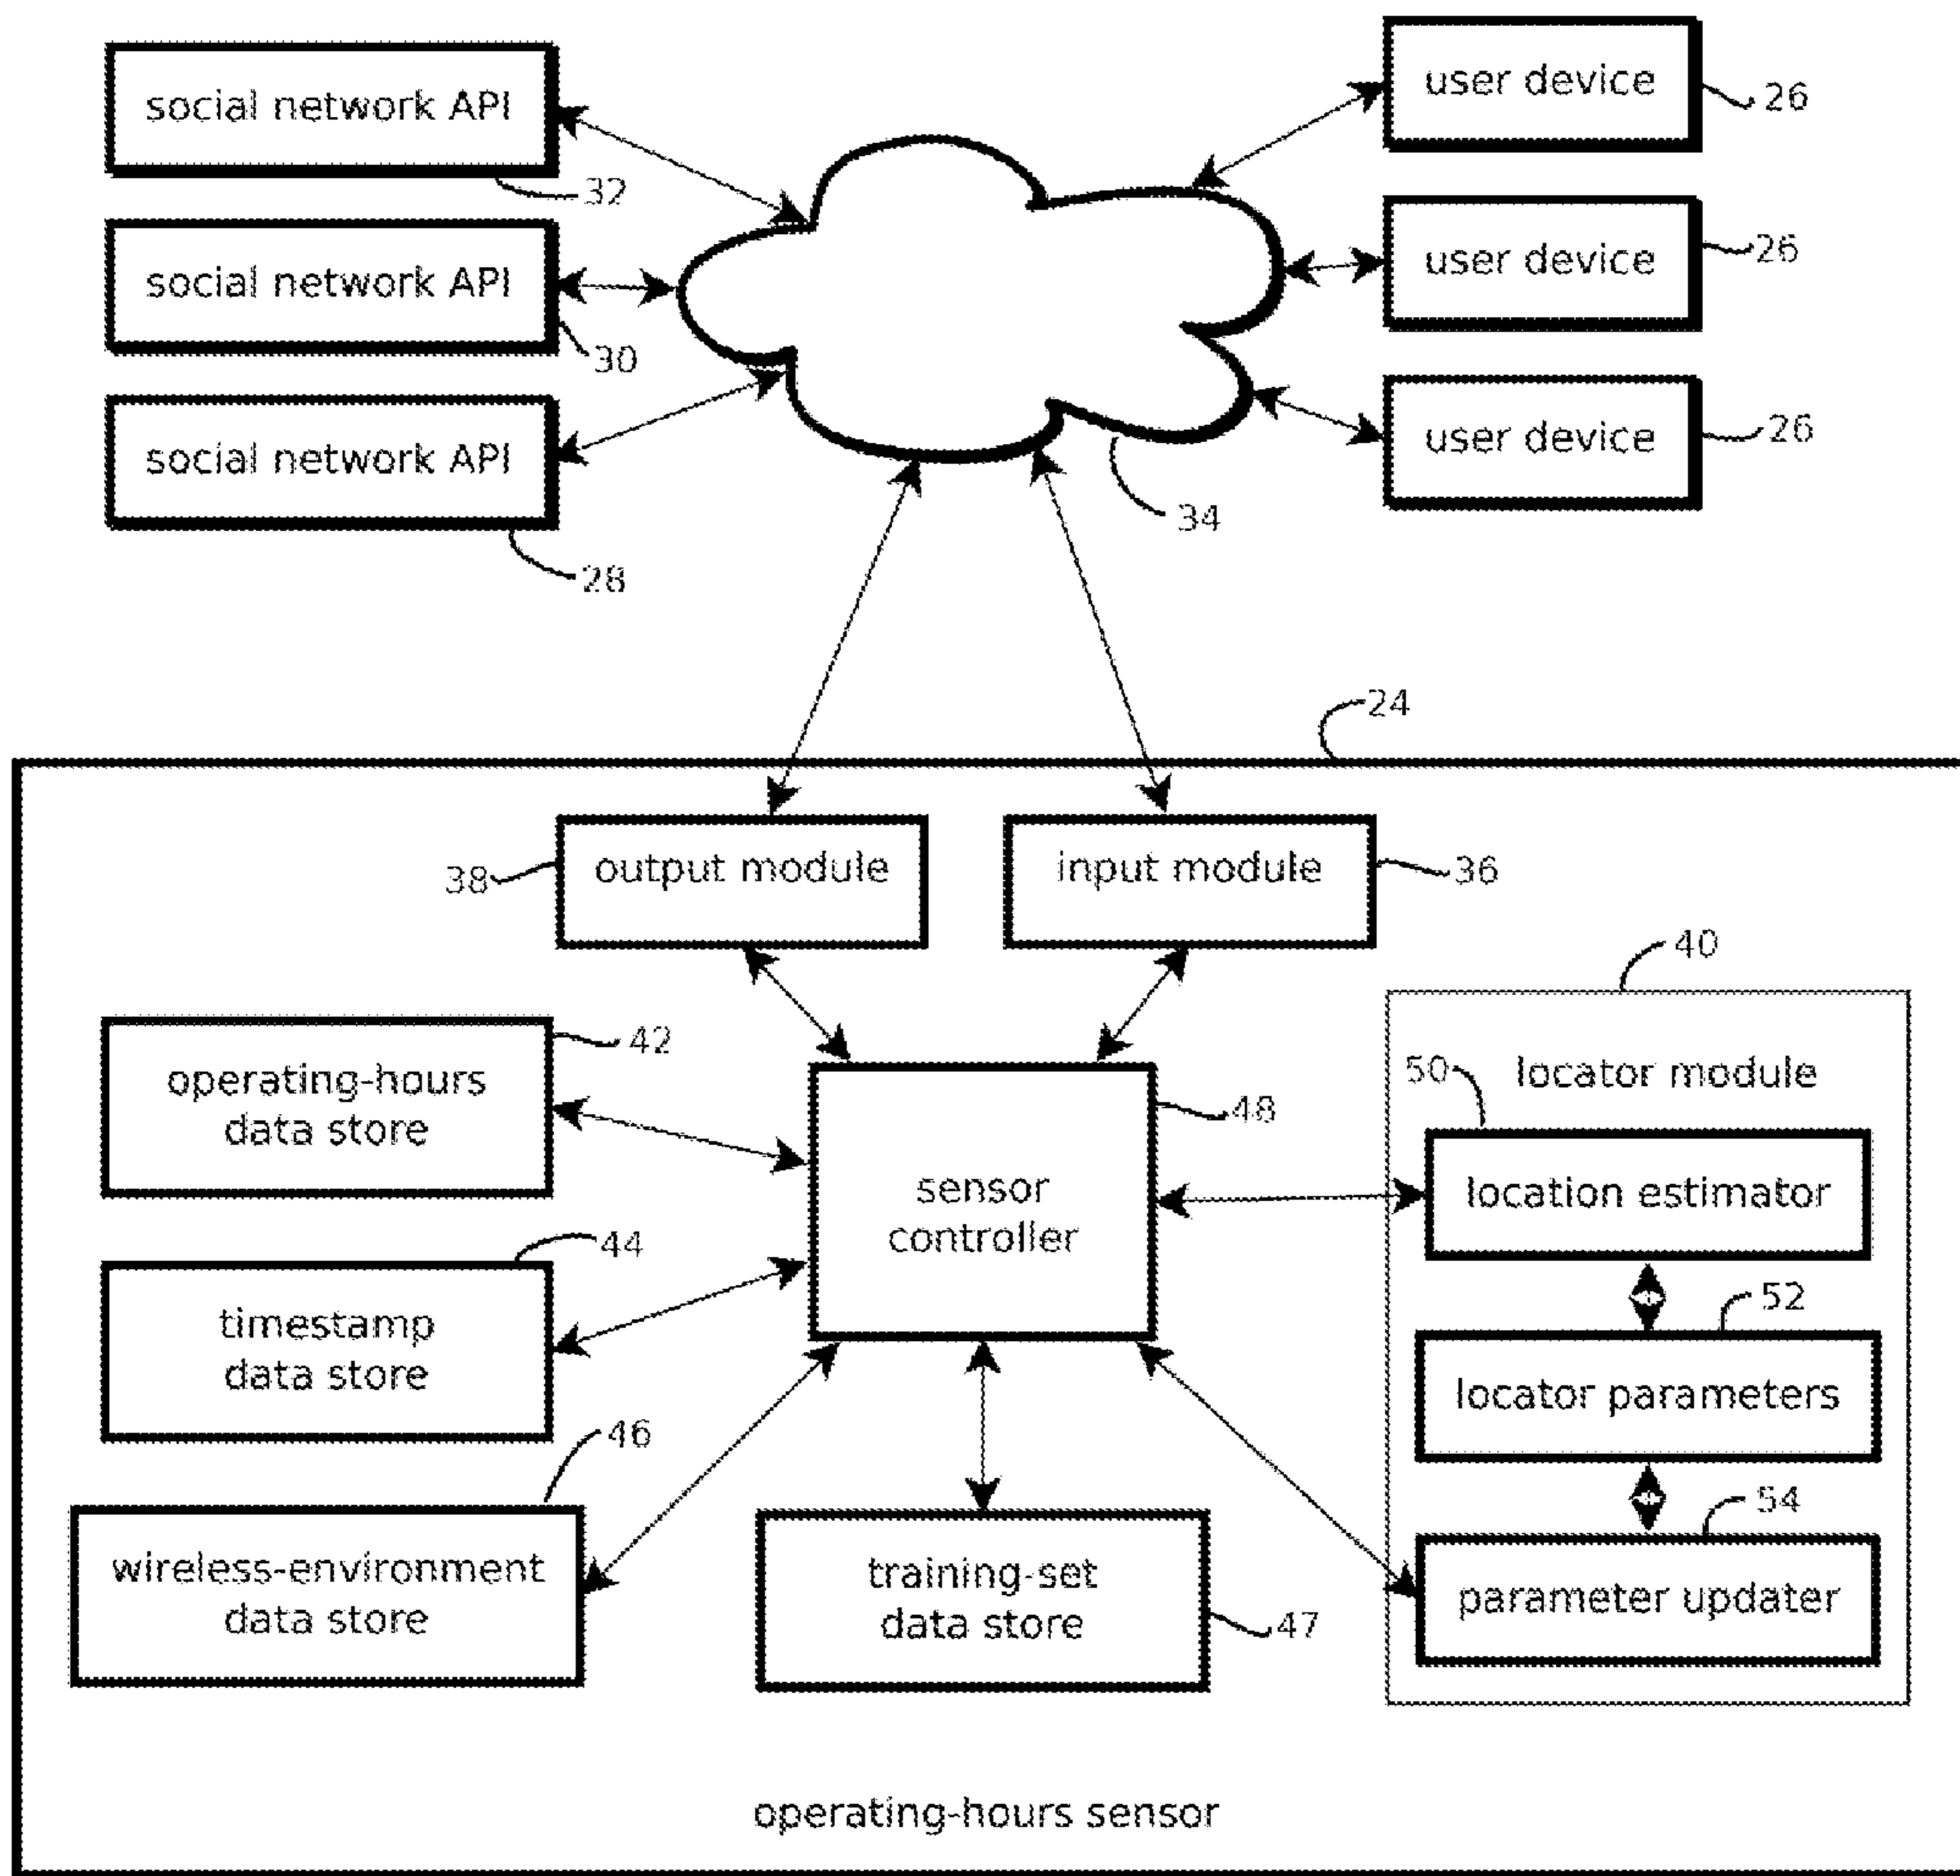 social network API
32
social network API
30
social network API
28
user device
26
user device
26
user device
26
34
24
output module
38
input module
36
40
operating-hours
data store
42
sensor
controller
48
locator module
50
location estimator
timestamp
data store
44
52
locator parameters
wireless-environment
data store
46
training-set
data store
47
54
parameter updater
operating-hours sensor